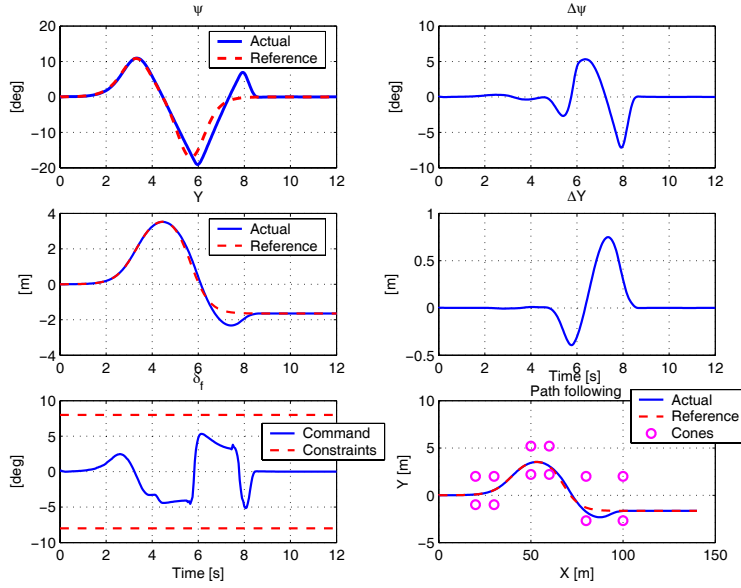 ψ
Δψ
20
10
0
-10
-20
[deg]
Actual
Reference
0 2 4 6 8 10 12
10
5
0
5
10
[deg]
0 2 4 6 8 10 12
Y
ΔY
4
2
0
-2
-4
[m]
Actual
Reference
0 2 4 6 8 10 12
1
0.5
0
-0.5
[m]
0 2 4 6 8 10 12
Time [s]
δf
10
5
0
-5
-10
[deg]
Command
Constraints
0 2 4 6 8 10 12
Time [s]
Path following
Actual
Reference
Cones
10
5
0
-5
Y [m]
0 50 100 150
X [m]